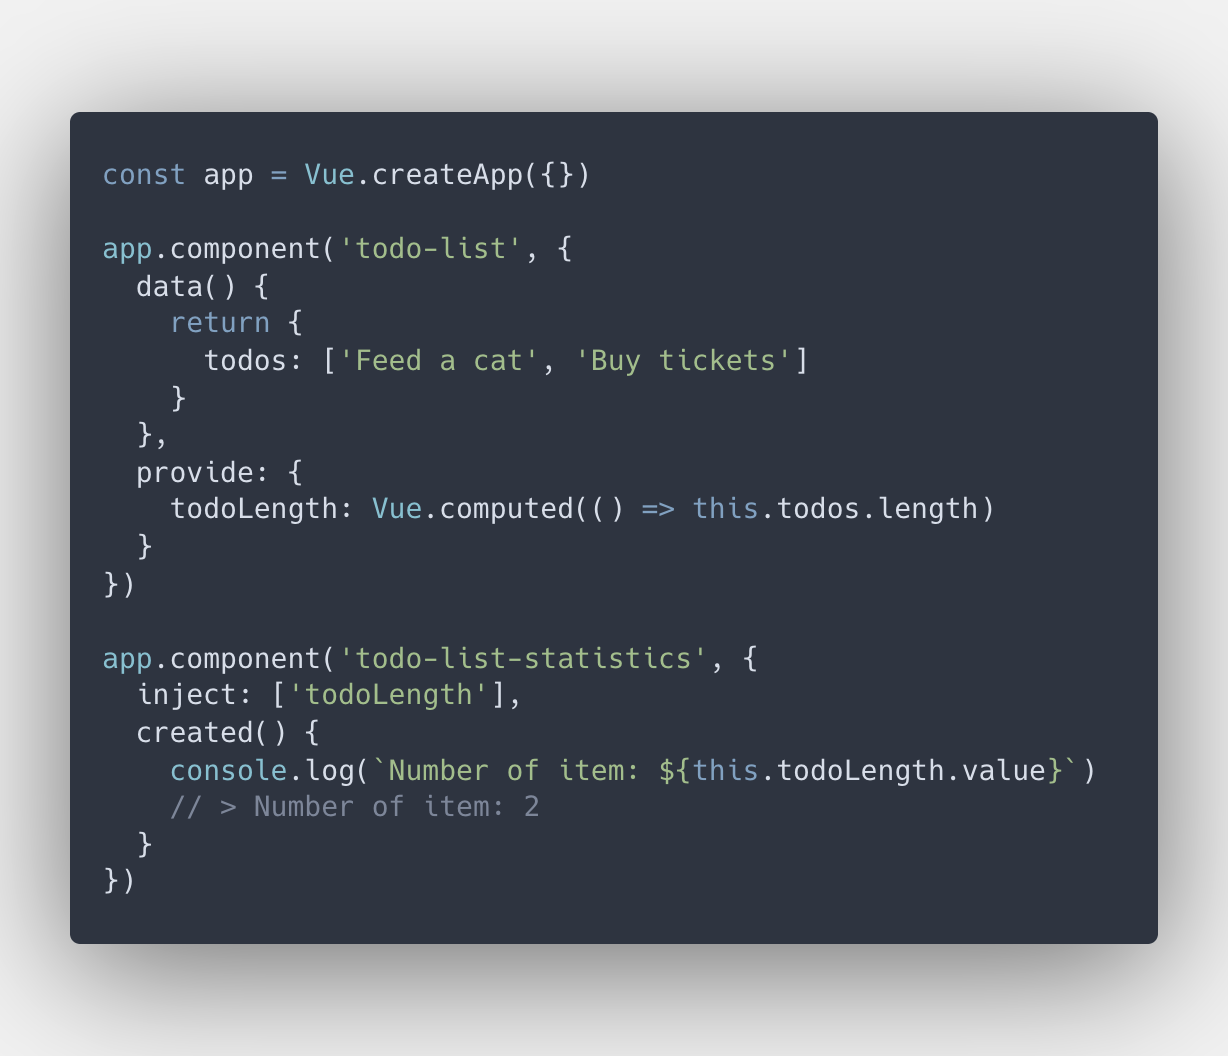 const app = Vue.createApp({})

app.component('todo-list', {
  data() {
    return {
      todos: ['Feed a cat', 'Buy tickets']
    }
  },
  provide: {
    todoLength: Vue.computed(() => this.todos.length)
  }
})

app.component('todo-list-statistics', {
  inject: ['todoLength'],
  created() {
    console.log(`Number of item: ${this.todoLength.value}`)
    // > Number of item: 2
  }
})